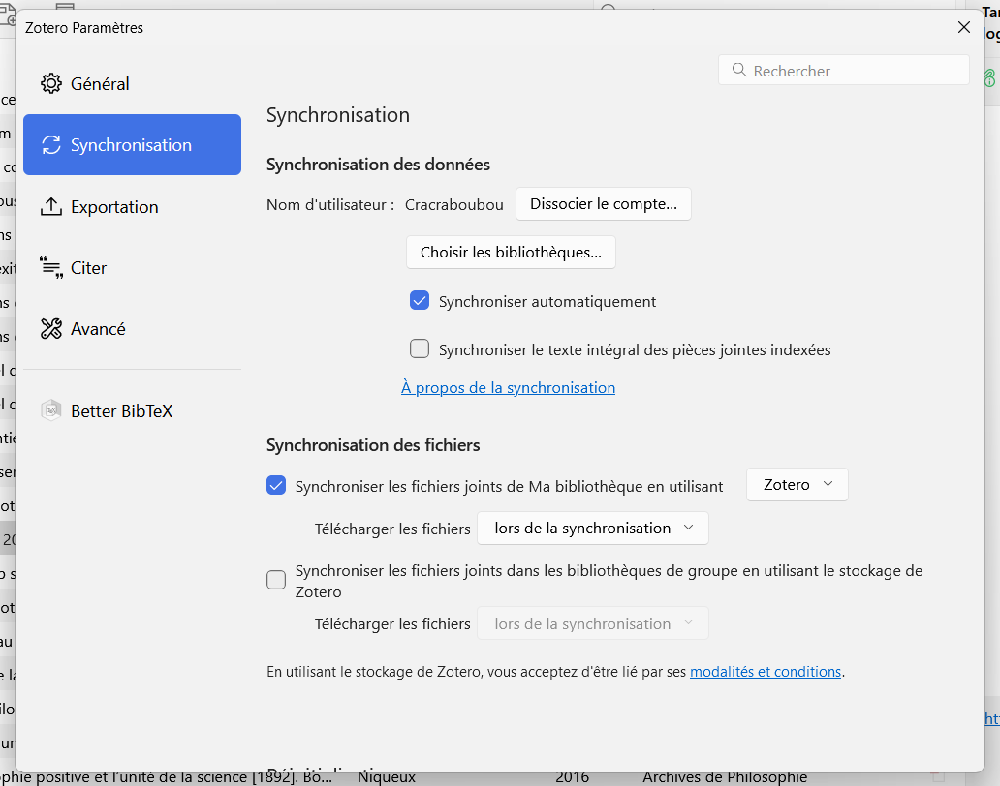 Zotero Paramètres
Rechercher
Général
Synchronisation
Exportation
Citer
Avancé
Better BibTeX
Synchronisation
Synchronisation des données
Nom d'utilisateur : Cracraboubou Dissocier le compte...
Choisir les bibliothèques...
Synchroniser automatiquement
Synchroniser le texte intégral des pièces jointes indexées
À propos de la synchronisation
Synchronisation des fichiers
Synchroniser les fichiers joints de Ma bibliothèque en utilisant Zotero
Télécharger les fichiers lors de la synchronisation
Synchroniser les fichiers joints dans les bibliothèques de groupe en utilisant le stockage de
Zotero
Télécharger les fichiers lors de la synchronisation
En utilisant le stockage de Zotero, vous acceptez d'être lié par ses modalités et conditions.
positive et l'unité de la science [1892]. Bo... Niqueux 2016 Archives de Philosophie